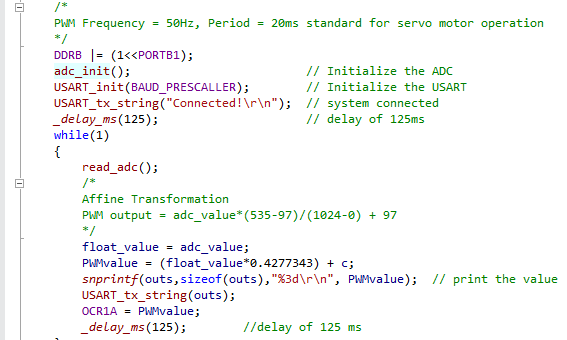 /*
PWM Frequency = 50Hz, Period = 20ms standard for servo motor operation
*/
DDRB |= (1<<PORTB1);
adc_init(); // Initialize the ADC
USART_init(BAUD_PRESCALLER); // Initialize the USART
USART_tx_string("Connected!\r\n"); // system connected
_delay_ms(125); // delay of 125ms
while(1)
{
read_adc();
/*
Affine Transformation
PWM output = adc_value*(535-97)/(1024-0) + 97
*/
float_value = adc_value;
PWMvalue = (float_value*0.4277343) + c;
snprintf(outs,sizeof(outs),"%3d\r\n", PWMvalue); // print the value
USART_tx_string(outs);
OCR1A = PWMvalue;
_delay_ms(125); //delay of 125 ms